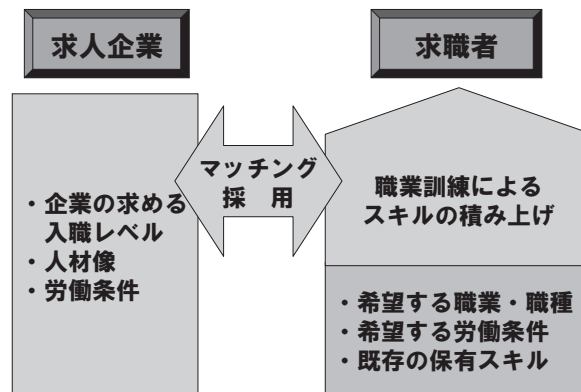 求人企業
求職者
マッチング
採　用
・企業の求める
入職レベル
・人材像
・労働条件
職業訓練による
スキルの積み上げ
・希望する職業・職種
・希望する労働条件
・既存の保有スキル